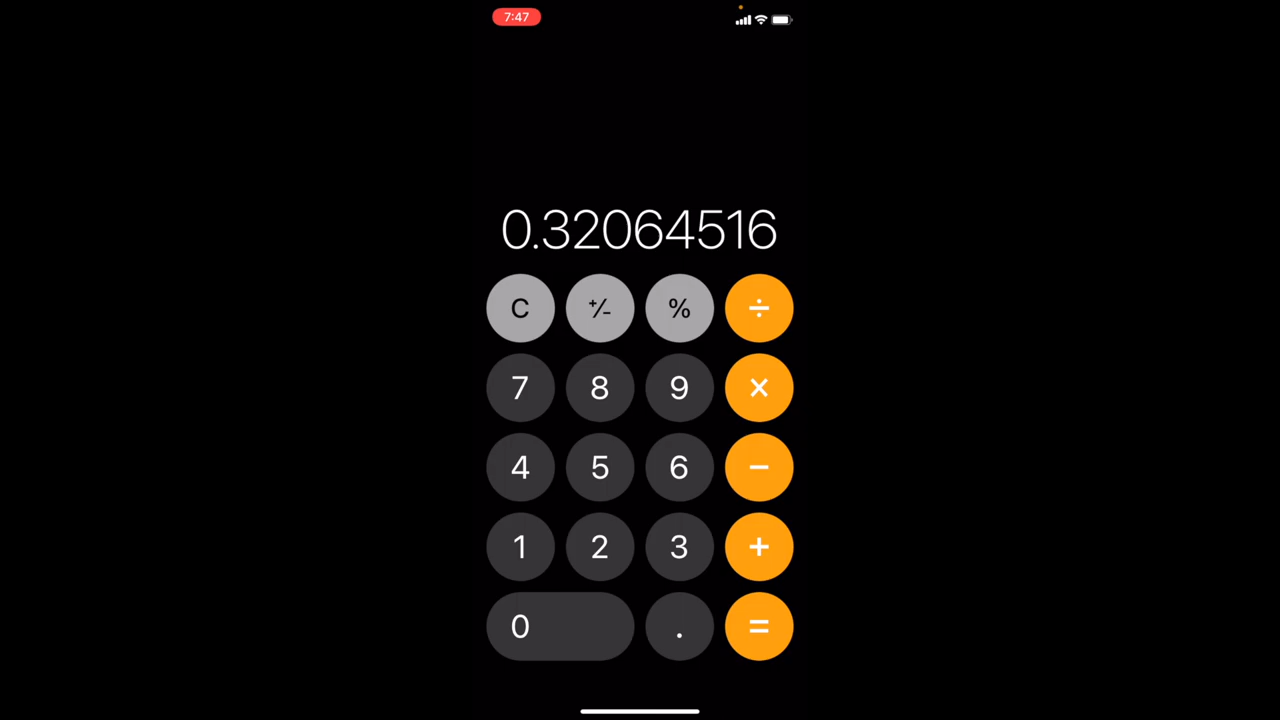 7:47
0.32064516
C ⁺⁄₋ % ÷
7 8 9 ×
4 5 6 −
1 2 3 +
0 . =